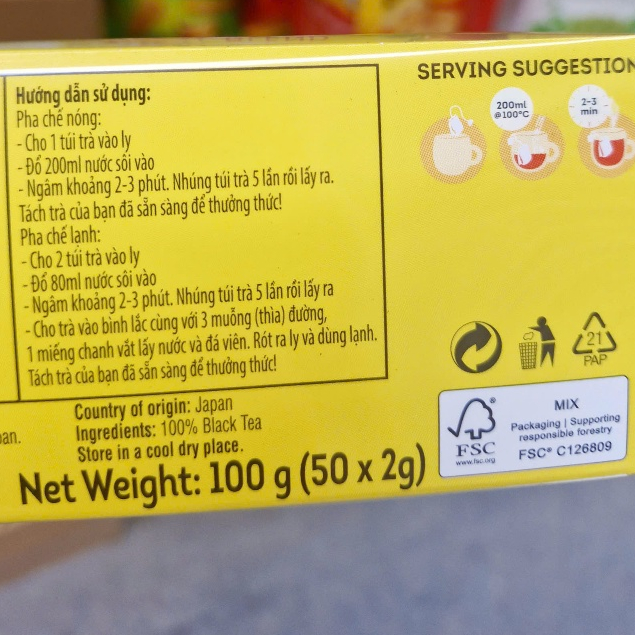 Hướng dẫn sử dụng:
Pha chế nóng:
- Cho 1 túi trà vào ly
- Đổ 200ml nước sôi vào
- Ngâm khoảng 2-3 phút. Nhúng túi trà 5 lần rồi lấy ra.
Tách trà của bạn đã sẵn sàng để thưởng thức!
Pha chế lạnh:
- Cho 2 túi trà vào ly
- Đổ 80ml nước sôi vào
- Ngâm khoảng 2-3 phút. Nhúng túi trà 5 lần rồi lấy ra
- Cho trà vào bình lắc cùng với 3 muỗng (thìa) đường,
1 miếng chanh vắt lấy nước và đá viên. Rót ra ly và dùng lạnh.
Tách trà của bạn đã sẵn sàng để thưởng thức!
SERVING SUGGESTION
200ml
@100°C
2-3
min
21
PAP
an.
Country of origin: Japan
Ingredients: 100% Black Tea
Store in a cool dry place.
Net Weight: 100 g (50 x 2g)
FSC®
www.fsc.org
MIX
Packaging | Supporting
responsible forestry
FSC® C126809